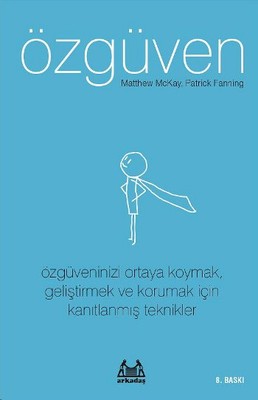 özgüven
Matthew McKay, Patrick Fanning
özgüveninizi ortaya koymak,
geliştirmek ve korumak için
kanıtlanmış teknikler
arkadaş
8. BASKI